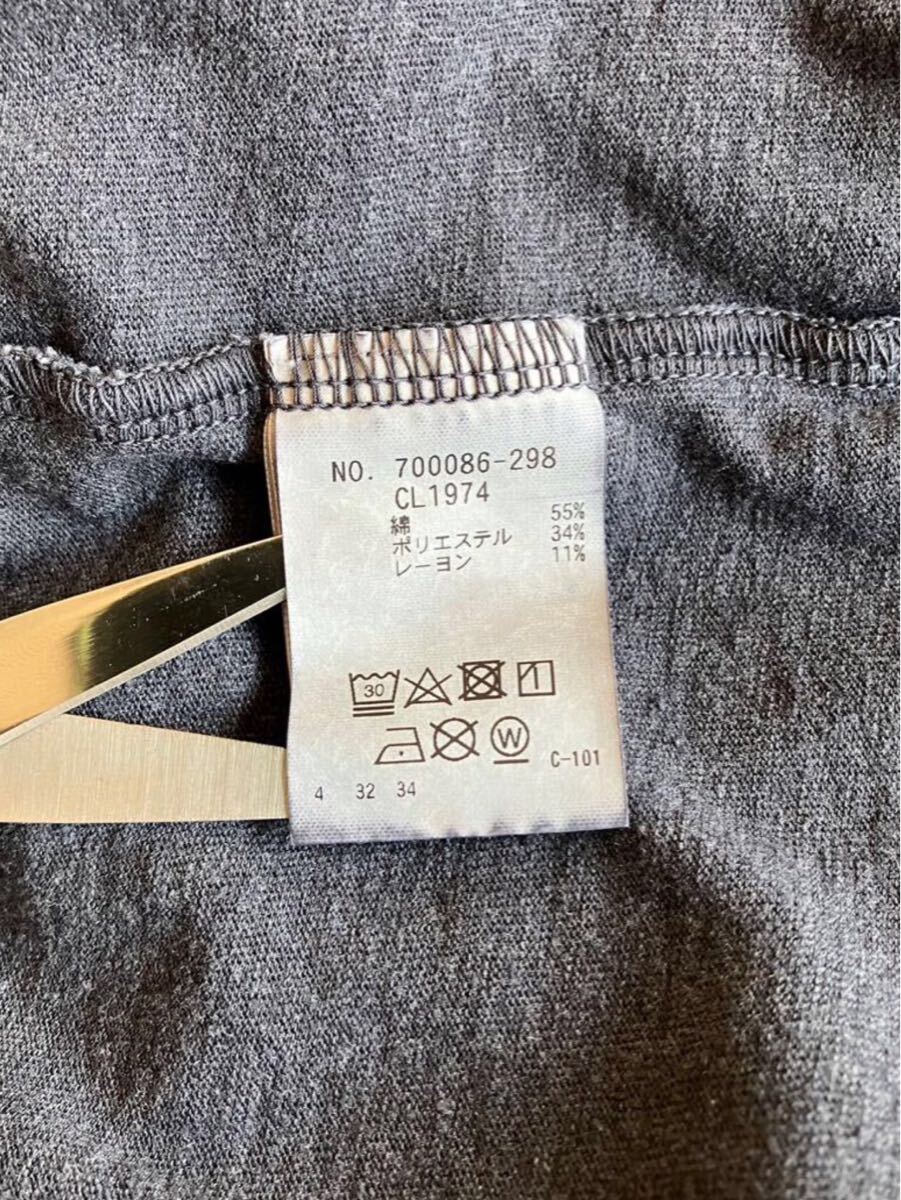 NO. 700086-298
CL1974
綿 55%
ポリエステル 34%
レーヨン 11%
30
W
C-101
4 32 34